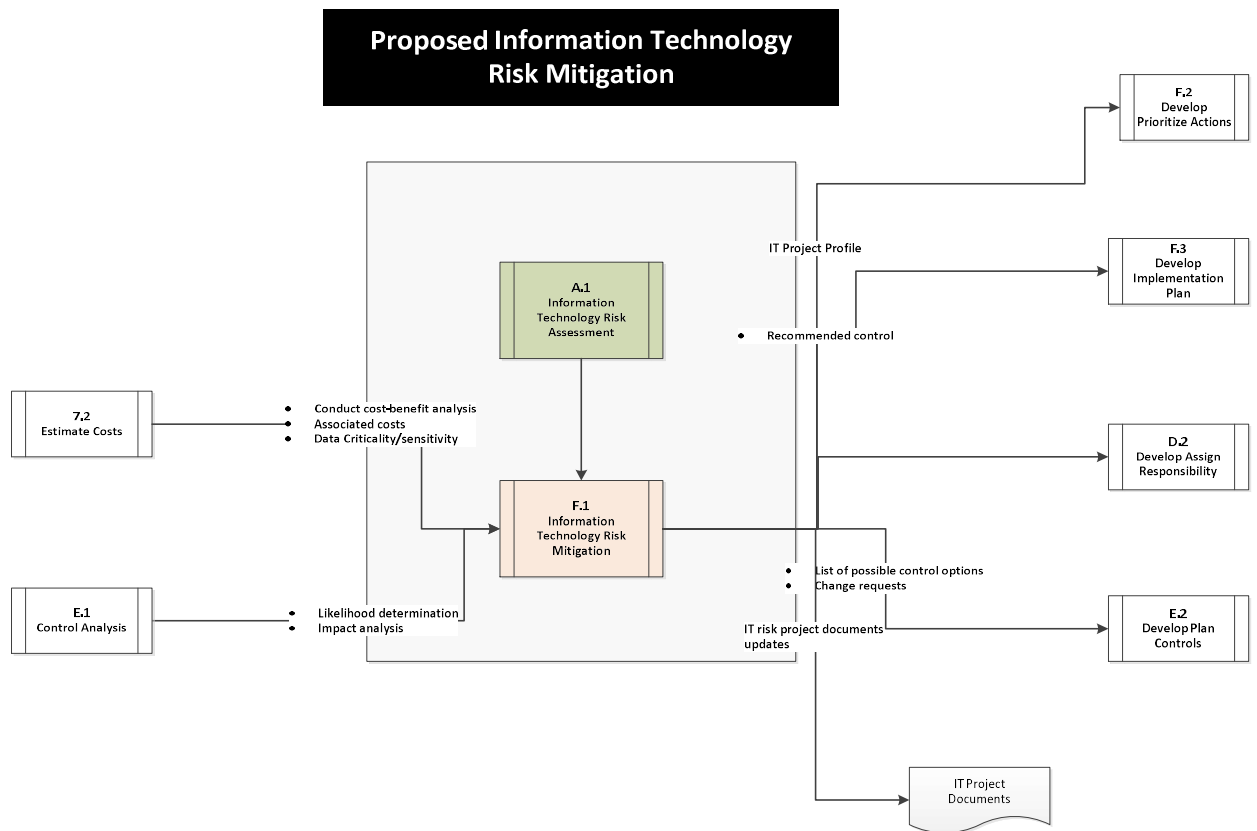 Proposed Information Technology
Risk Mitigation
F.2
Develop
Prioritize Actions
IT Project Profile
F.3
Develop
Implementation
Plan
A.1
Information
Technology Risk
Assessment
• Recommended control
7.2
Estimate Costs
• Conduct cost-benefit analysis
• Associated costs
• Data Criticality/sensitivity
D.2
Develop Assign
Responsibility
F.1
Information
Technology Risk
Mitigation
• List of possible control options
• Change requests
E.1
Control Analysis
• Likelihood determination
• Impact analysis
IT risk project documents
updates
E.2
Develop Plan
Controls
IT Project
Documents